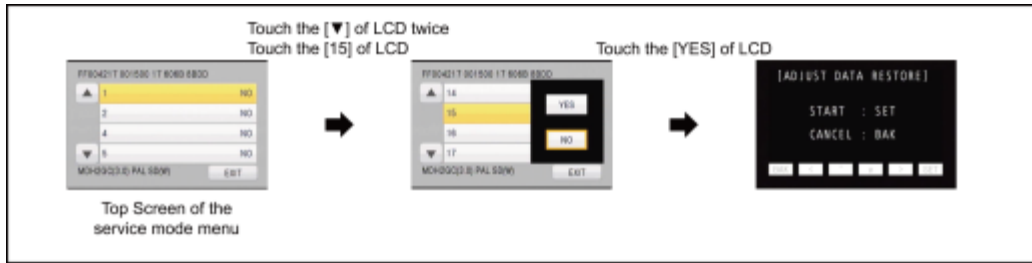 Touch the [▼] of LCD twice
Touch the [15] of LCD
Touch the [YES] of LCD
▲ 1 NO
2 NO
4 NO
▼ NO
EXIT
Top Screen of the
service mode menu
▲ 14
15
16
▼ 17
YES
NO
EXIT
[ADJUST DATA RESTORE]
START : SET
CANCEL : BAK